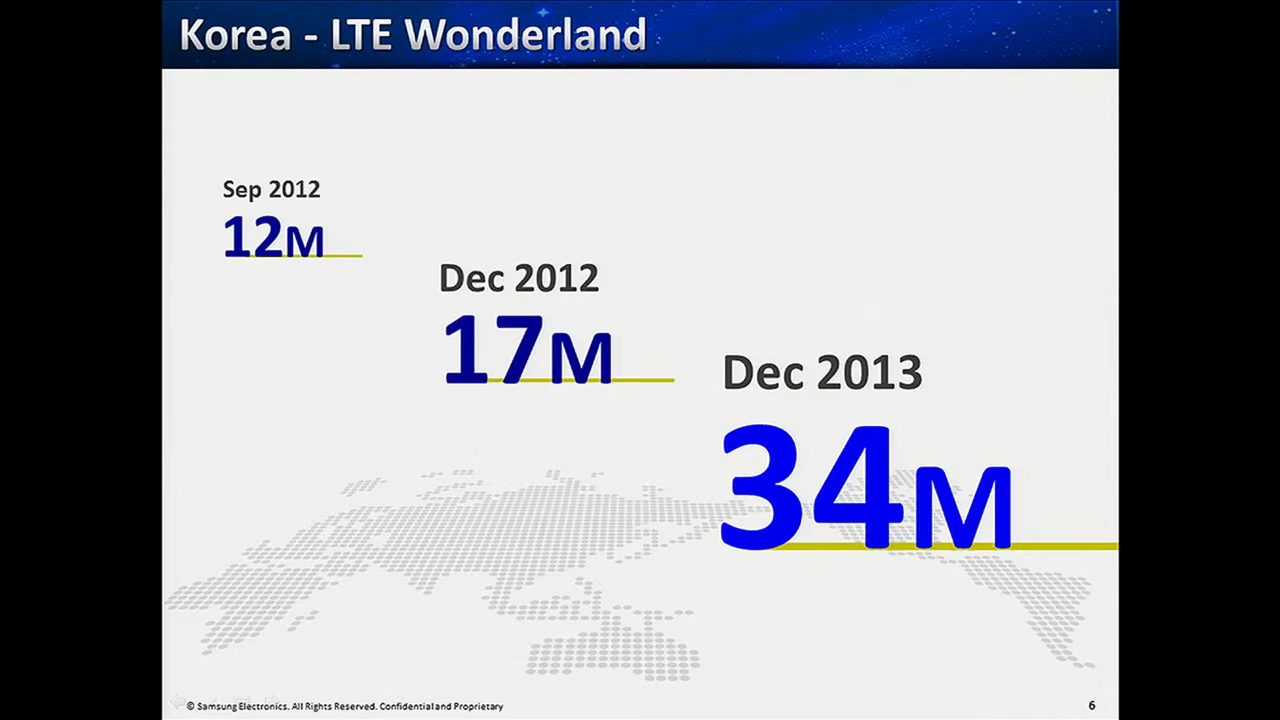 Korea - LTE Wonderland
Sep 2012
12M
Dec 2012
17M
Dec 2013
34M
© Samsung Electronics. All Rights Reserved. Confidential and Proprietary
6